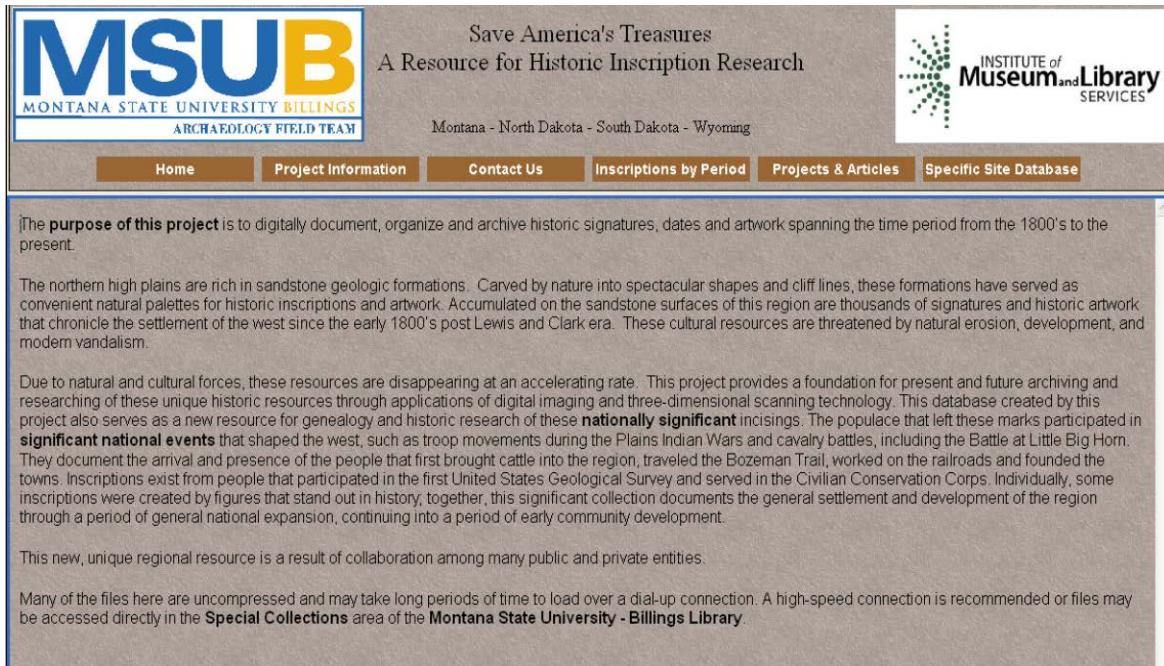 MSUB
MONTANA STATE UNIVERSITY BILLINGS
ARCHAEOLOGY FIELD TEAM
Save America's Treasures
A Resource for Historic Inscription Research
Montana - North Dakota - South Dakota - Wyoming
INSTITUTE of
Museum and Library
SERVICES
Home Project Information Contact Us Inscriptions by Period Projects & Articles Specific Site Database
The purpose of this project is to digitally document, organize and archive historic signatures, dates and artwork spanning the time period from the 1800's to the
present.
The northern high plains are rich in sandstone geologic formations. Carved by nature into spectacular shapes and cliff lines, these formations have served as
convenient natural palettes for historic inscriptions and artwork. Accumulated on the sandstone surfaces of this region are thousands of signatures and historic artwork
that chronicle the settlement of the west since the early 1800's post Lewis and Clark era. These cultural resources are threatened by natural erosion, development, and
modern vandalism.
Due to natural and cultural forces, these resources are disappearing at an accelerating rate. This project provides a foundation for present and future archiving and
researching of these unique historic resources through applications of digital imaging and three-dimensional scanning technology. This database created by this
project also serves as a new resource for genealogy and historic research of these nationally significant incisings. The populace that left these marks participated in
significant national events that shaped the west, such as troop movements during the Plains Indian Wars and cavalry battles, including the Battle at Little Big Horn.
They document the arrival and presence of the people that first brought cattle into the region, traveled the Bozeman Trail, worked on the railroads and founded the
towns. Inscriptions exist from people that participated in the first United States Geological Survey and served in the Civilian Conservation Corps. Individually, some
inscriptions were created by figures that stand out in history; together, this significant collection documents the general settlement and development of the region
through a period of general national expansion, continuing into a period of early community development.
This new, unique regional resource is a result of collaboration among many public and private entities.
Many of the files here are uncompressed and may take long periods of time to load over a dial-up connection. A high-speed connection is recommended or files may
be accessed directly in the Special Collections area of the Montana State University - Billings Library.